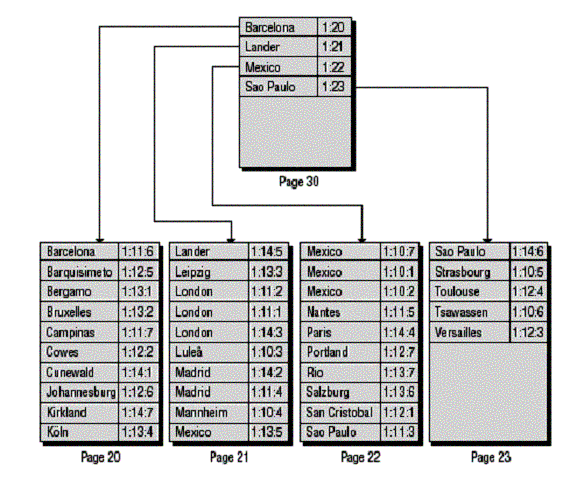 Barcelona 1:20
Lander 1:21
Mexico 1:22
Sao Paulo 1:23
Page 30
Barcelona 1:11:6
Barquisimeto 1:12:5
Bergamo 1:13:1
Bruxelles 1:13:2
Campinas 1:11:7
Cowes 1:12:2
Cunewald 1:14:1
Johannesburg 1:12:6
Kirkland 1:14:7
Köln 1:13:4
Page 20
Lander 1:14:5
Leipzig 1:13:3
London 1:11:2
London 1:11:1
London 1:14:3
Luleå 1:10:3
Madrid 1:14:2
Madrid 1:11:4
Mannheim 1:10:4
Mexico 1:13:5
Page 21
Mexico 1:10:7
Mexico 1:10:1
Mexico 1:10:2
Nantes 1:11:5
Paris 1:14:4
Portland 1:12:7
Rio 1:13:7
Salzburg 1:13:6
San Cristobal 1:12:1
Sao Paulo 1:11:3
Page 22
Sao Paulo 1:14:6
Strasbourg 1:10:5
Toulouse 1:12:4
Tsawassen 1:10:6
Versailles 1:12:3
Page 23